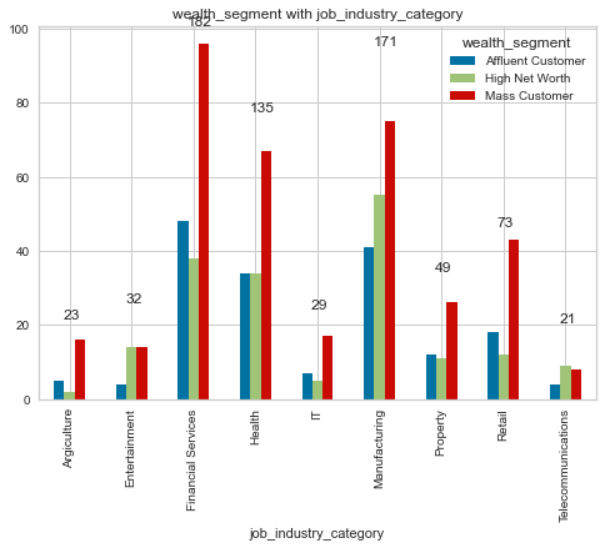 wealth_segment with job_industry_category
182
171
135
73
49
32
29
23
21
wealth_segment
Affluent Customer
High Net Worth
Mass Customer
100
80
60
40
20
0
Argiculture
Entertainment
Financial Services
Health
IT
Manufacturing
Property
Retail
Telecommunications
job_industry_category